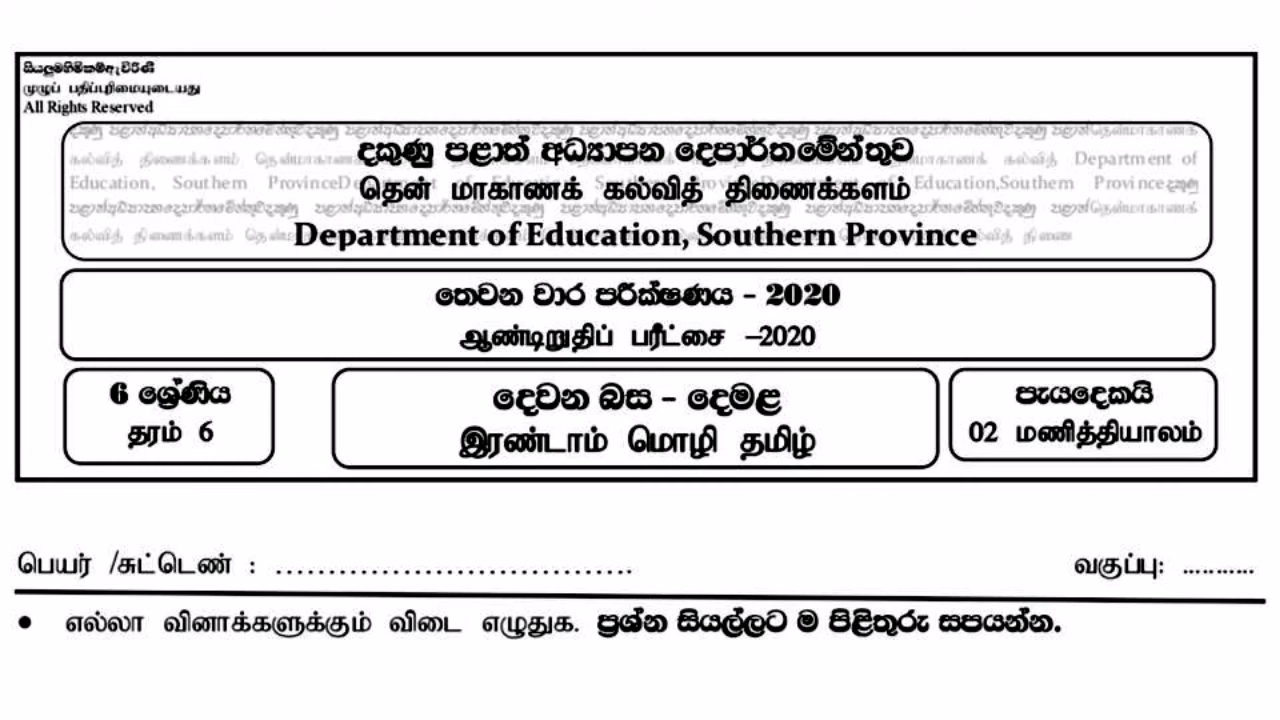 සියලුමහිමිකම්ඇවිරිණි
முழுப் பதிப்புரிமையுடையது
All Rights Reserved
දකුණු පළාත් අධ්‍යාපන දෙපාර්තමේන්තුව
தென் மாகாணக் கல்வித் திணைக்களம்
Department of Education, Southern Province
තෙවන වාර පරීක්ෂණය - 2020
ஆண்டிறுதிப் பரீட்சை –2020
6 ශ්‍රේණිය
தரம் 6
දෙවන බස - දෙමළ
இரண்டாம் மொழி தமிழ்
පැයදෙකයි
02 மணித்தியாலம்
பெயர் /சுட்டெண் : ..................................
வகுப்பு: ...........
• எல்லா வினாக்களுக்கும் விடை எழுதுக. ප්‍රශ්න සියල්ලට ම පිළිතුරු සපයන්න.